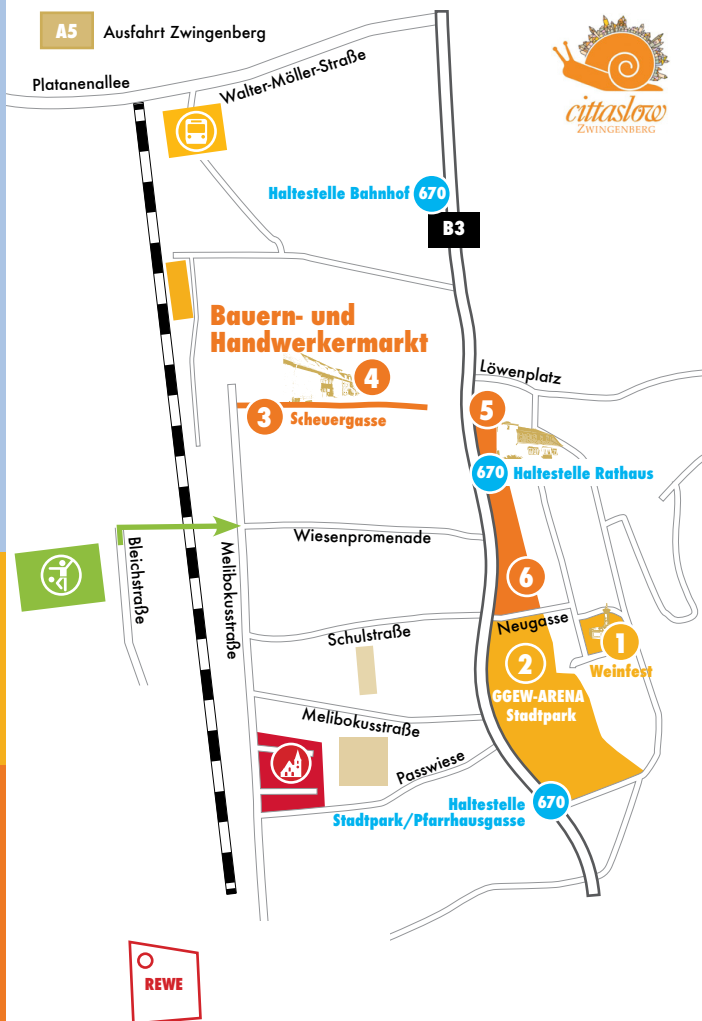 A5 Ausfahrt Zwingenberg
cittaslow
ZWINGENBERG
Platanenallee
Walter-Möller-Straße
Haltestelle Bahnhof 670
B3
Bauern- und
Handwerkermarkt
4
Löwenplatz
3 Scheuergasse
5
670 Haltestelle Rathaus
Wiesenpromenade
Bleichstraße
Melibokusstraße
6
Neugasse
Schulstraße
1
Weinfest
2
GGEW-ARENA
Stadtpark
Melibokusstraße
Passwiese
Haltestelle 670
Stadtpark/Pfarrhausgasse
REWE